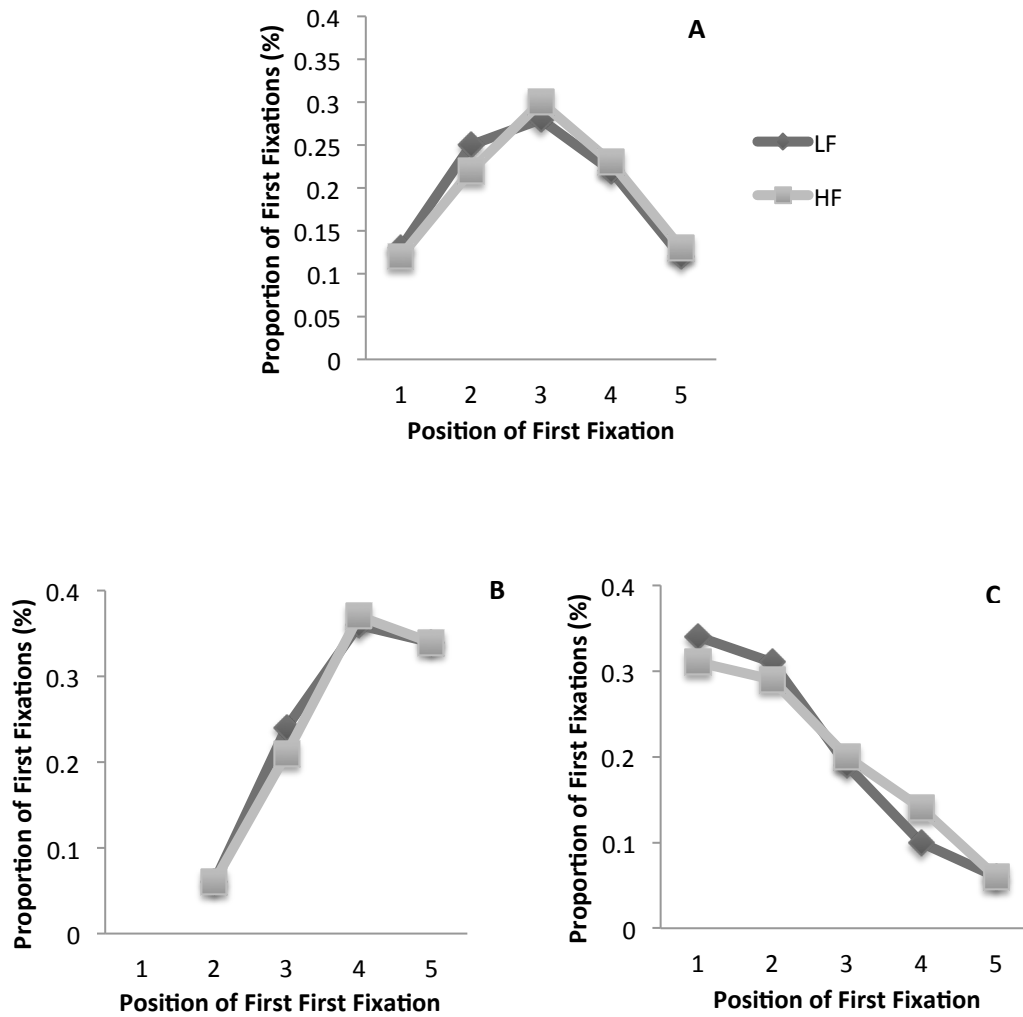 A
Proportion of First Fixations (%)
0.4
0.35
0.3
0.25
0.2
0.15
0.1
0.05
0
1 2 3 4 5
Position of First Fixation
LF
HF
B
Proportion of First Fixations (%)
0.4
0.3
0.2
0.1
0
1 2 3 4 5
Position of First First Fixation
C
Proportion of First Fixations (%)
0.4
0.3
0.2
0.1
0
1 2 3 4 5
Position of First Fixation